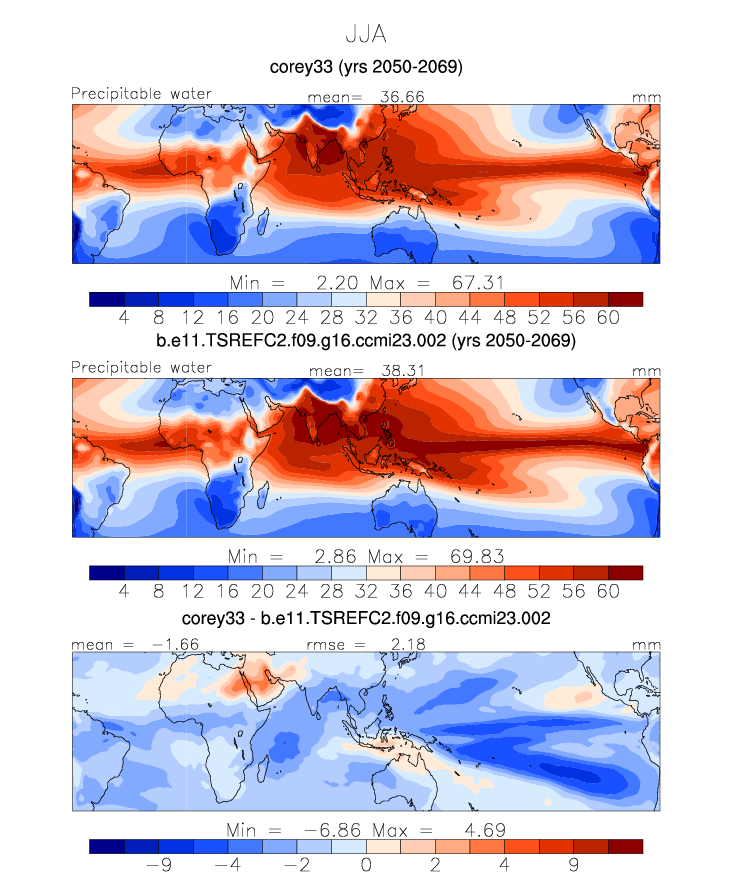 JJA
corey33 (yrs 2050-2069)
Precipitable water mean= 36.66 mm
Min = 2.20 Max = 67.31
4 8 12 16 20 24 28 32 36 40 44 48 52 56 60
b.e11.TSREFC2.f09.g16.ccmi23.002 (yrs 2050-2069)
Precipitable water mean= 38.31 mm
Min = 2.86 Max = 69.83
4 8 12 16 20 24 28 32 36 40 44 48 52 56 60
corey33 - b.e11.TSREFC2.f09.g16.ccmi23.002
mean = -1.66 rmse = 2.18 mm
Min = -6.86 Max = 4.69
-9 -4 -2 0 2 4 9